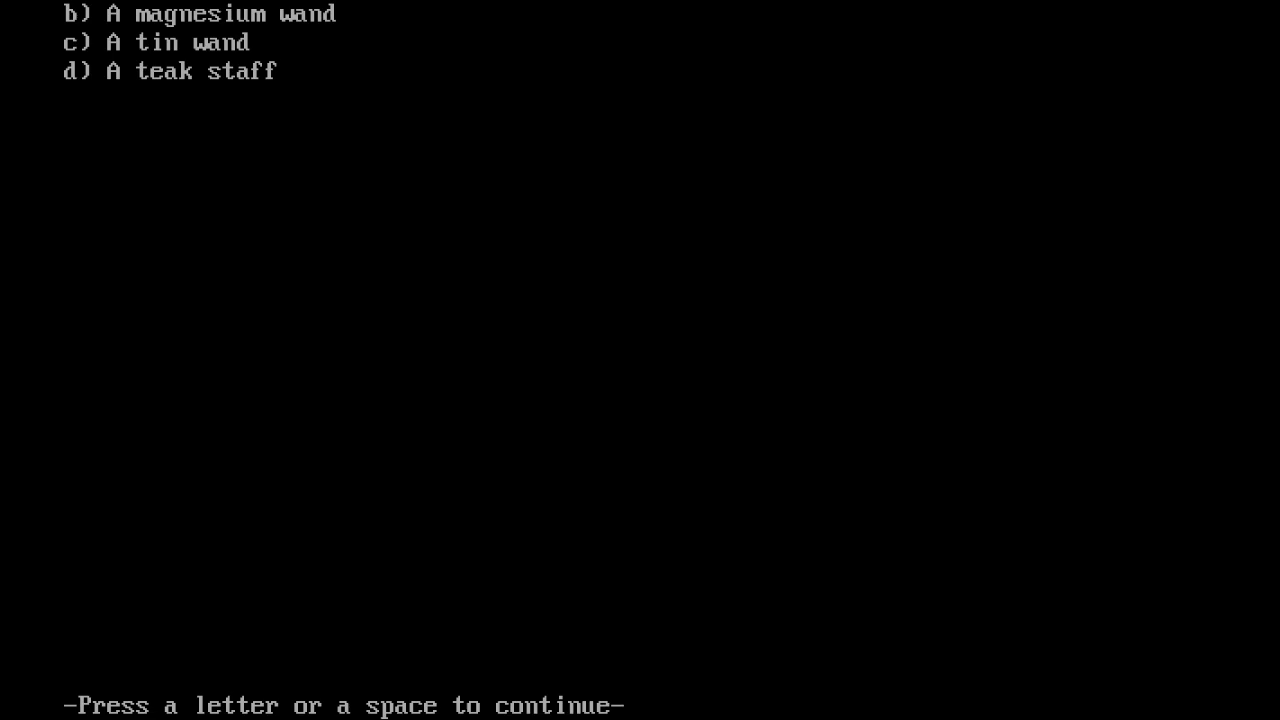 b) A magnesium wand
c) A tin wand
d) A teak staff
-Press a letter or a space to continue-